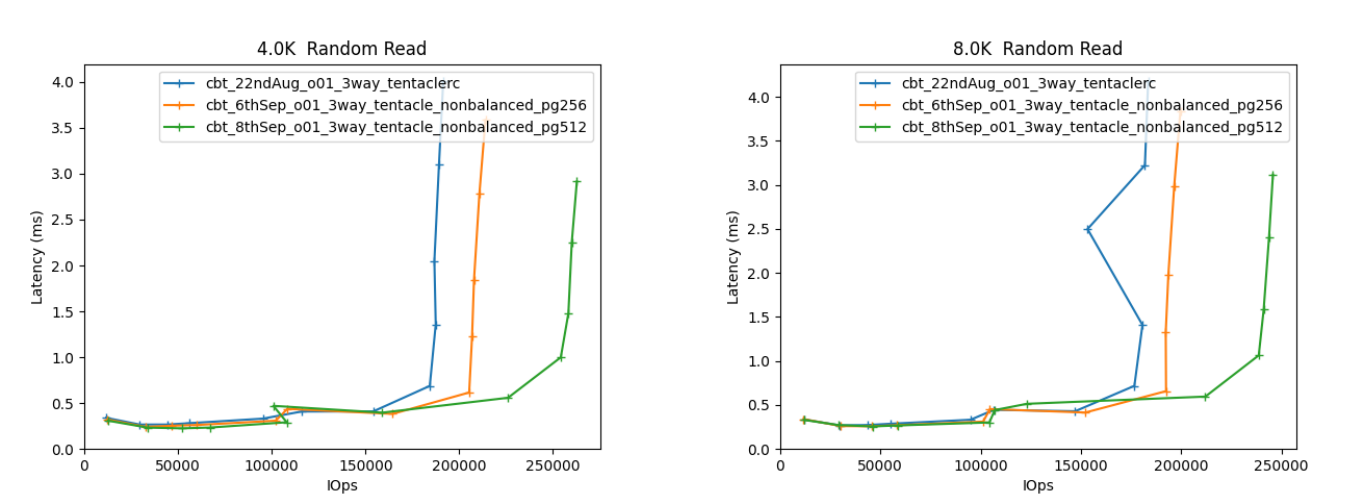 4.0K  Random Read
cbt_22ndAug_o01_3way_tentaclerc
cbt_6thSep_o01_3way_tentacle_nonbalanced_pg256
cbt_8thSep_o01_3way_tentacle_nonbalanced_pg512
Latency (ms)
4.0
3.5
3.0
2.5
2.0
1.5
1.0
0.5
0.0
0 50000 100000 150000 200000 250000
IOps
8.0K  Random Read
cbt_22ndAug_o01_3way_tentaclerc
cbt_6thSep_o01_3way_tentacle_nonbalanced_pg256
cbt_8thSep_o01_3way_tentacle_nonbalanced_pg512
Latency (ms)
4.0
3.5
3.0
2.5
2.0
1.5
1.0
0.5
0.0
0 50000 100000 150000 200000 250000
IOps